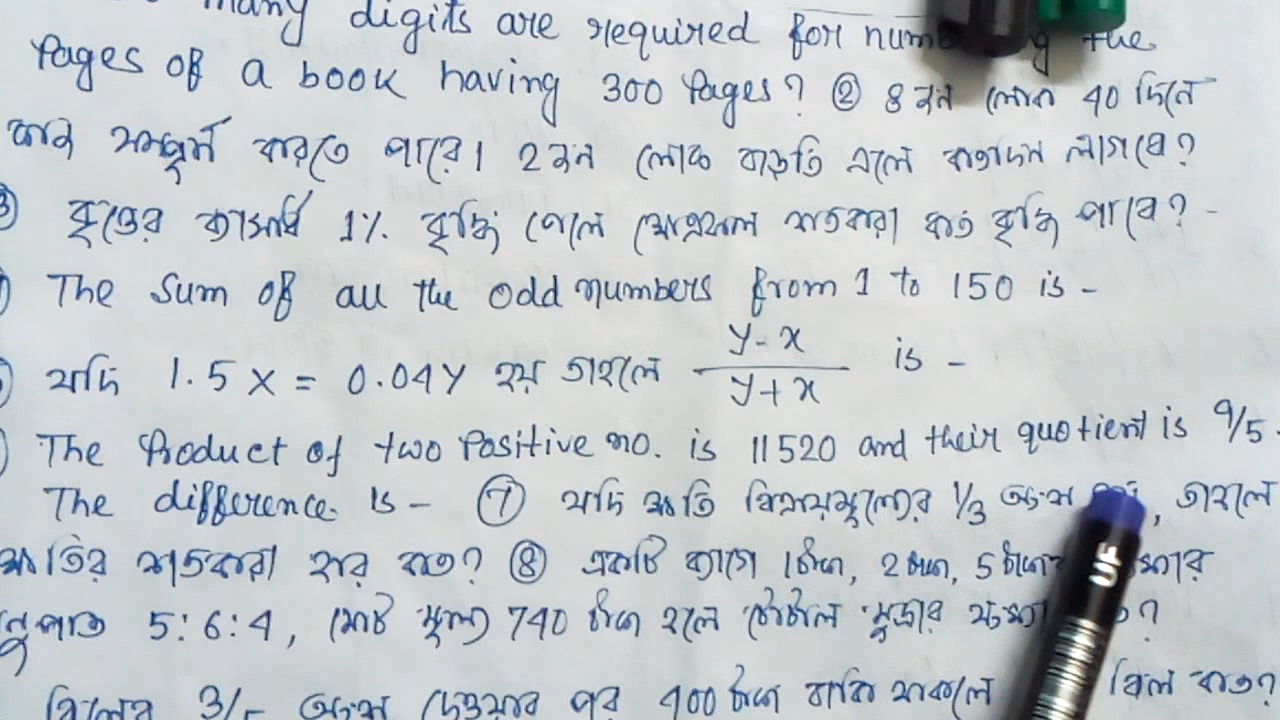 many digits are required for num the
Pages of a book having 300 Pages? ② 8 জন লোক 40 দিনে
কাজ সম্পূর্ণ করতে পারে। 2 জন লোক বাড়তি এলে কতদিন লাগবে?
③ বৃত্তের ব্যাসার্ধ 1% বৃদ্ধি পেলে ক্ষেত্রফল শতকরা কত বৃদ্ধি পাবে? -
The Sum of all the odd numbers from 1 to 150 is -
যদি 1.5 x = 0.04y হয় তাহলে y-x / y+x is -
The Product of two Positive no. is 11520 and their quotient is 9/5.
The difference is - ⑦ যদি ক্ষতি বিক্রয়মূল্যের 1/3 অংশ , তাহলে
ক্ষতির শতকরা হার কত? ⑧ একটি ব্যাগে 1 টাকা, 2 টাকা, 5
5:6:4, মোট মূল্য 740 টাকা হলে টোটাল মুদ্রার ?
বিলের 3/5 অংশ দেওয়ার পর 400 টাকা বাকি থাকলে বিল কত?